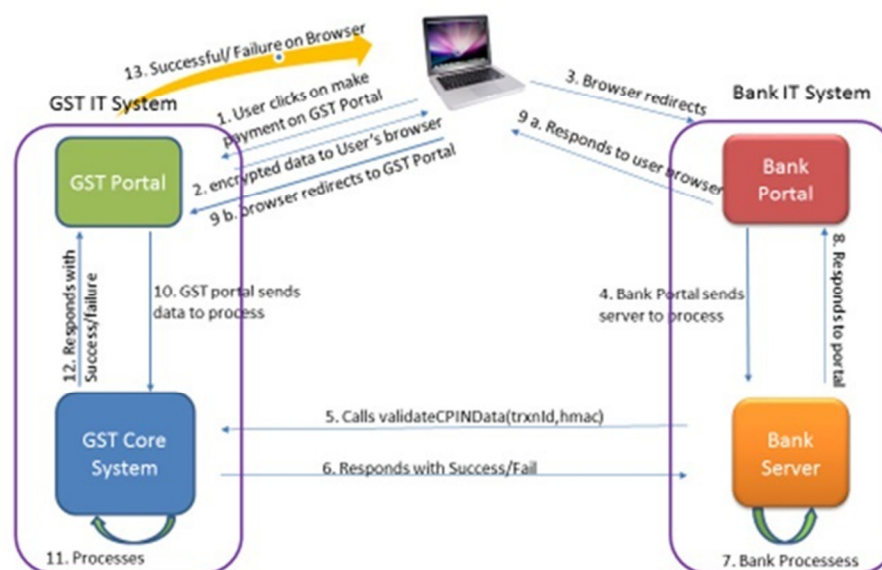 13. Successful/ Failure on Browser
GST IT System
1. User clicks on make
payment on GST Portal
2. encrypted data to User's browser
9 b. browser redirects to GST Portal
3. Browser redirects
9 a. Responds to user browser
Bank IT System
GST Portal
Bank
Portal
10. GST portal sends
data to process
12. Responds with
Success/failure
4. Bank Portal sends
server to process
8. Responds to portal
5. Calls validateCPINData(trxnId,hmac)
6. Responds with Success/Fail
GST Core
System
Bank
Server
11. Processes
7. Bank Processess